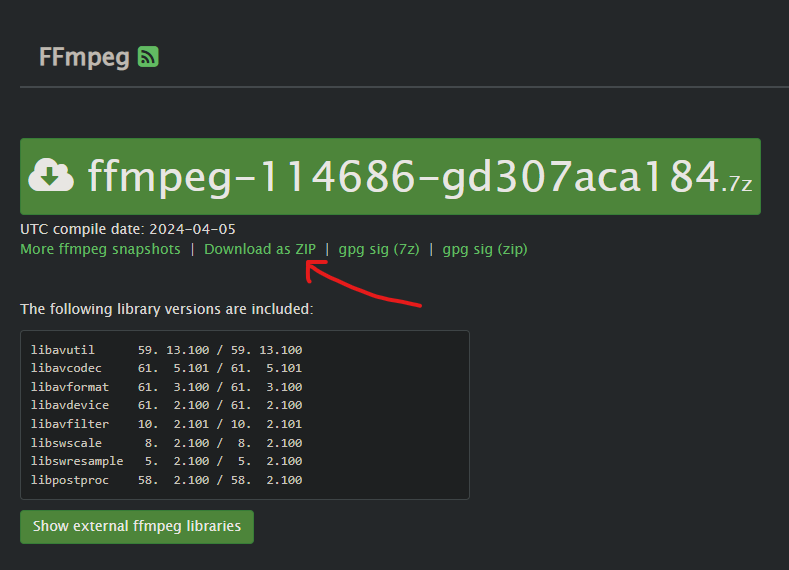 FFmpeg
ffmpeg-114686-gd307aca184.7z
UTC compile date: 2024-04-05
More ffmpeg snapshots | Download as ZIP | gpg sig (7z) | gpg sig (zip)
The following library versions are included:
libavutil 59. 13.100 / 59. 13.100
libavcodec 61. 5.101 / 61. 5.101
libavformat 61. 3.100 / 61. 3.100
libavdevice 61. 2.100 / 61. 2.100
libavfilter 10. 2.101 / 10. 2.101
libswscale 8. 2.100 / 8. 2.100
libswresample 5. 2.100 / 5. 2.100
libpostproc 58. 2.100 / 58. 2.100
Show external ffmpeg libraries